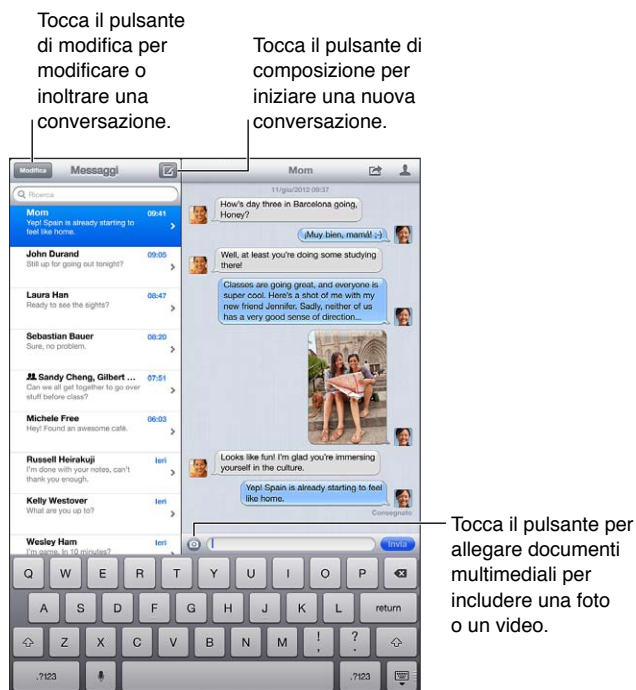 Tocca il pulsante
di modifica per
modificare o
inoltrare una
conversazione.
Tocca il pulsante di
composizione per
iniziare una nuova
conversazione.
Modifica Messaggi
Mom
Ricerca
Mom 09:41
Yep! Spain is already starting to
feel like home.
John Durand 09:05
Still up for going out tonight?
Laura Han 08:47
Ready to see the sights?
Sebastian Bauer 08:20
Sure, no problem.
Sandy Cheng, Gilbert ... 07:51
Can we all get together to go over
stuff before class?
Michele Free 06:03
Hey! Found an awesome café.
Russell Heirakuji Ieri
I'm done with your notes, can't
thank you enough.
Kelly Westover Ieri
What are you up to?
Wesley Ham Ieri
I'm game. In 10 minutes?
11/giu/2012 09:37
How's day three in Barcelona going,
Honey?
¡Muy bien, mamá! ;-)
Well, at least you're doing some studying
there!
Classes are going great, and everyone is
super cool. Here's a shot of me with my
new friend Jennifer. Sadly, neither of us
has a very good sense of direction...
Looks like fun! I'm glad you're immersing
yourself in the culture.
Yep! Spain is already starting to feel
like home.
Consegnato
Invia
Tocca il pulsante per
allegare documenti
multimediali per
includere una foto
o un video.
Q W E R T Y U I O P
A S D F G H J K L return
Z X C V B N M ! , ? .
.?123 .?123